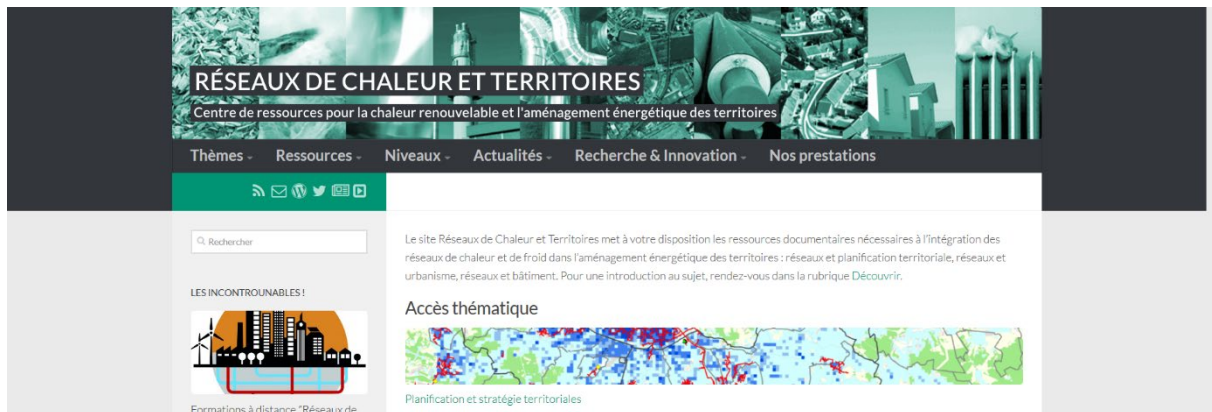 RÉSEAUX DE CHALEUR ET TERRITOIRES
Centre de ressources pour la chaleur renouvelable et l'aménagement énergétique des territoires
Thèmes Ressources Niveaux Actualités Recherche & Innovation Nos prestations
Rechercher
Le site Réseaux de Chaleur et Territoires met à votre disposition les ressources documentaires nécessaires à l'intégration des
réseaux de chaleur et de froid dans l'aménagement énergétique des territoires : réseaux et planification territoriale, réseaux et
urbanisme, réseaux et bâtiment. Pour une introduction au sujet, rendez-vous dans la rubrique Découvrir.
LES INCONTROUNABLES !
Accès thématique
Planification et stratégie territoriales
Formations à distance "Réseaux de